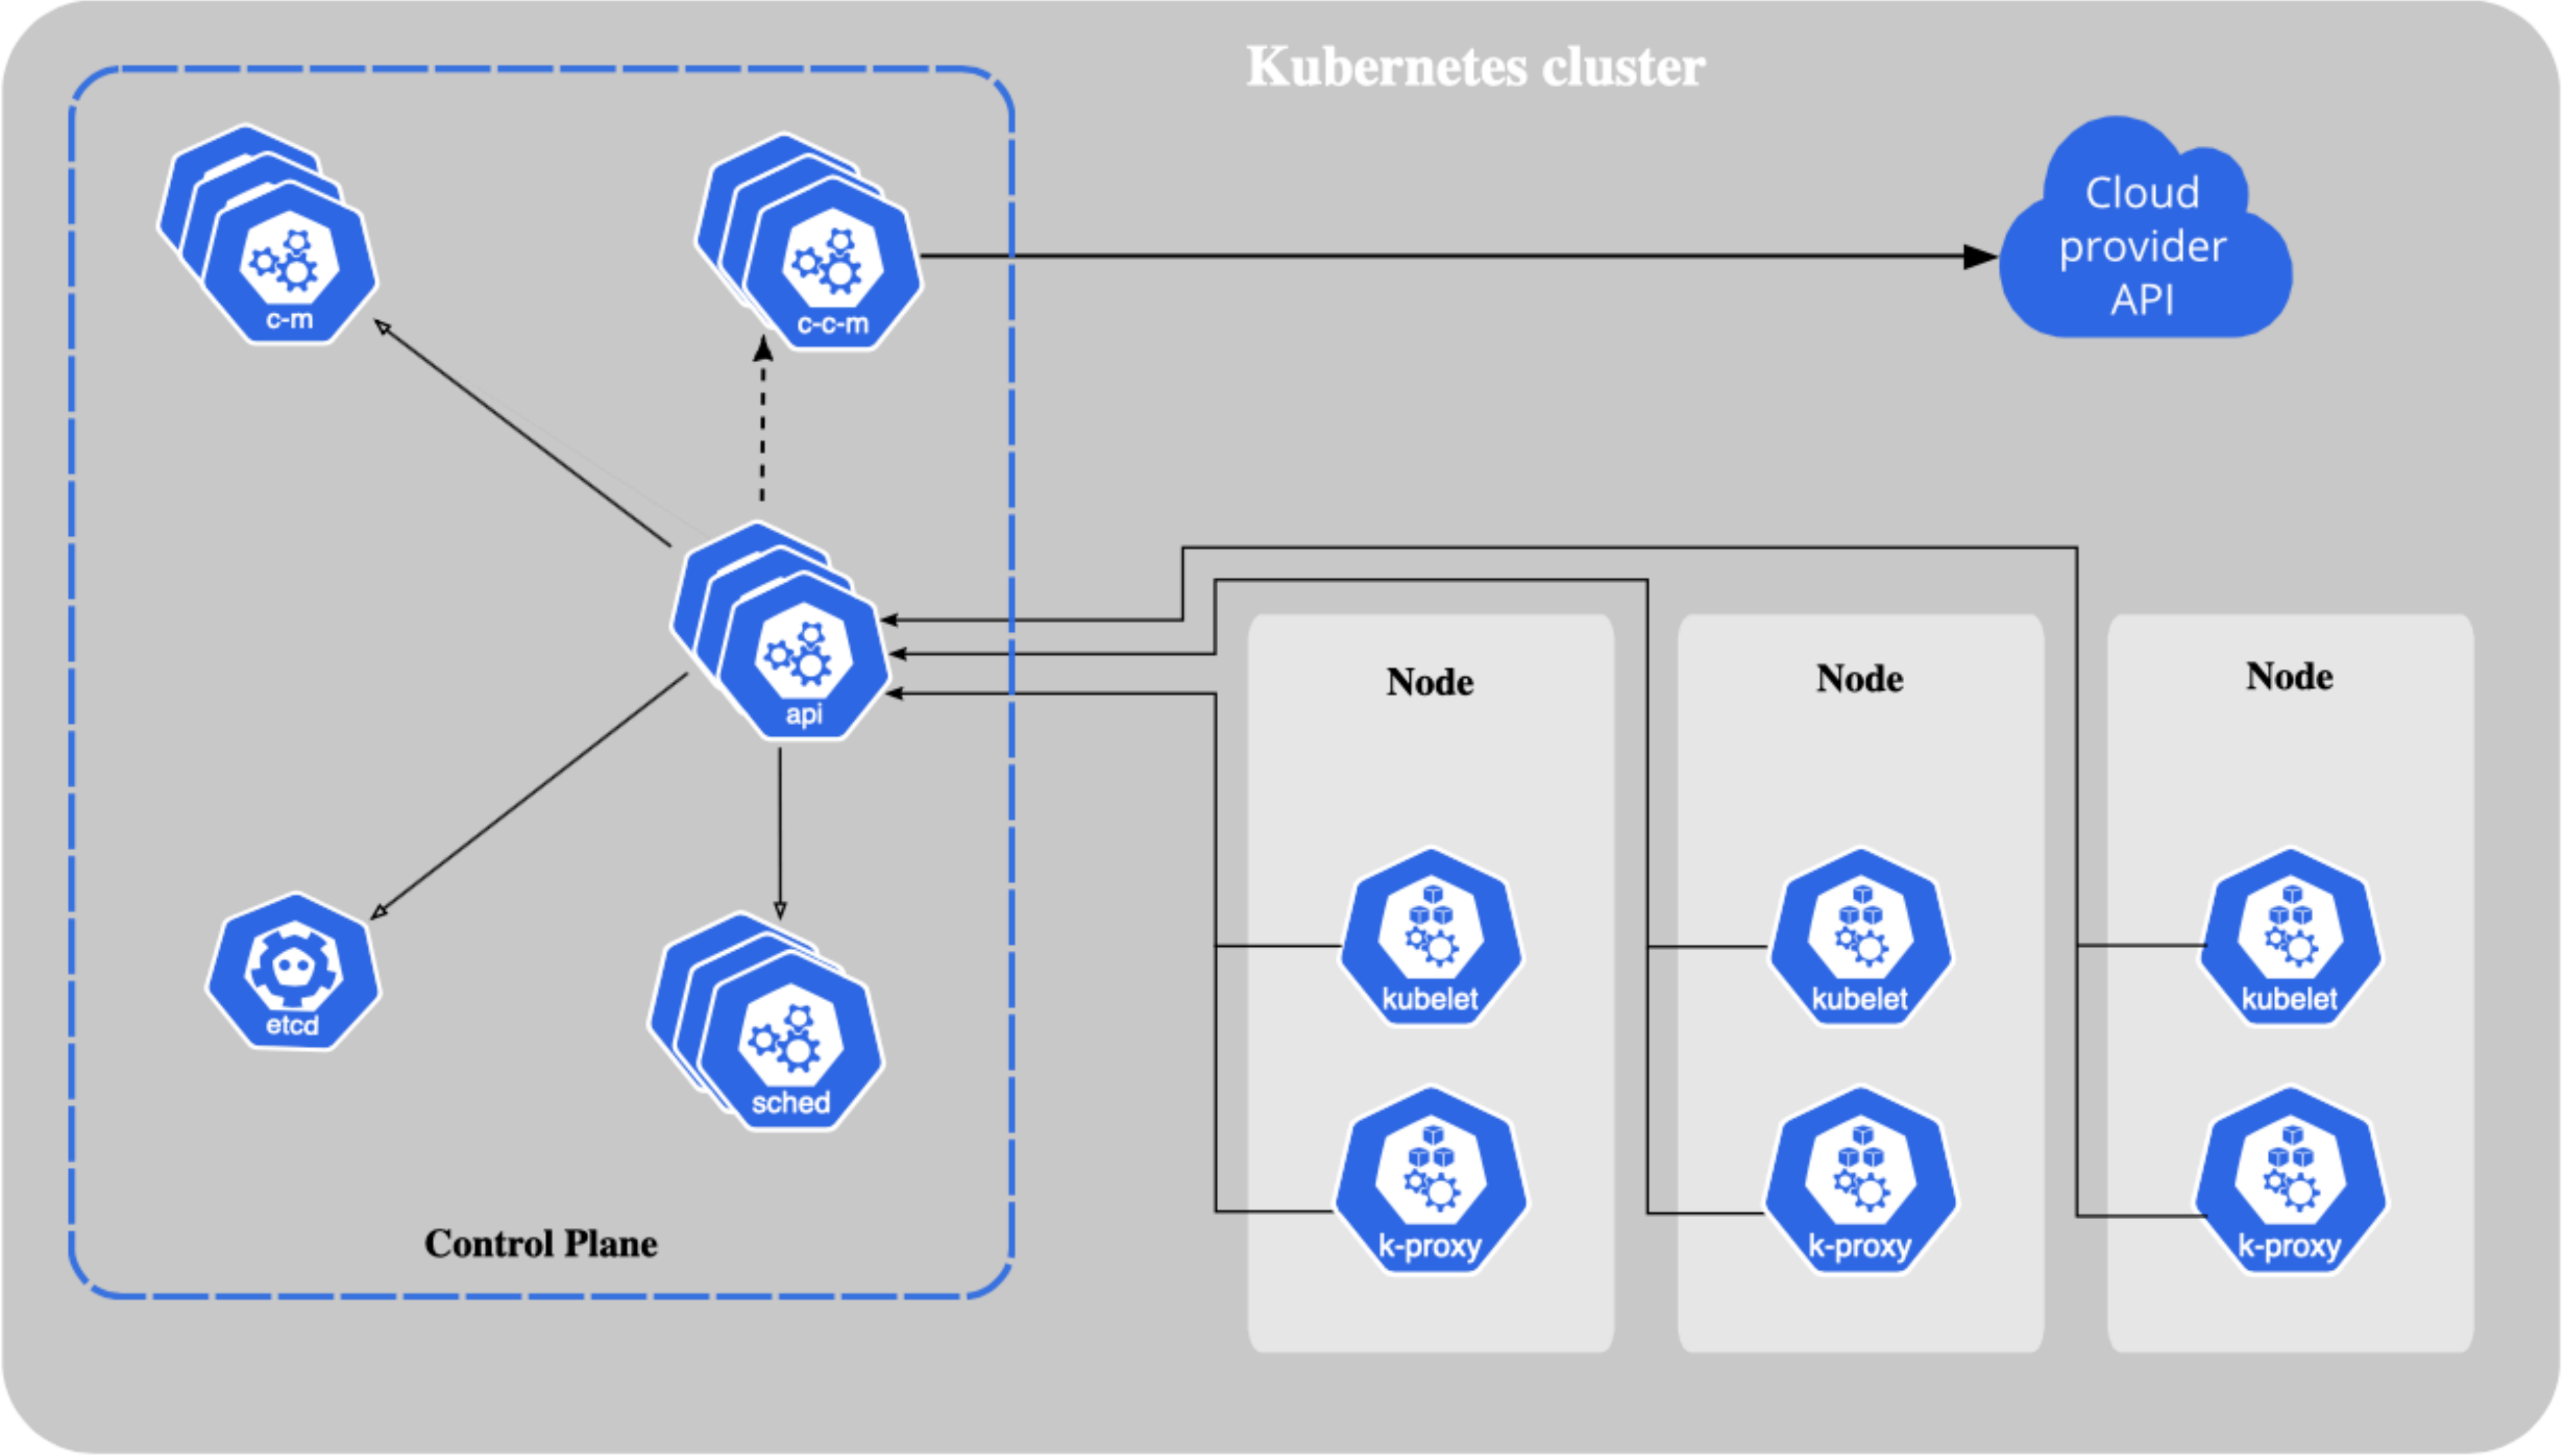 Kubernetes cluster
c-m
c-c-m
Cloud
provider
API
api
etcd
sched
Control Plane
Node
kubelet
k-proxy
Node
kubelet
k-proxy
Node
kubelet
k-proxy